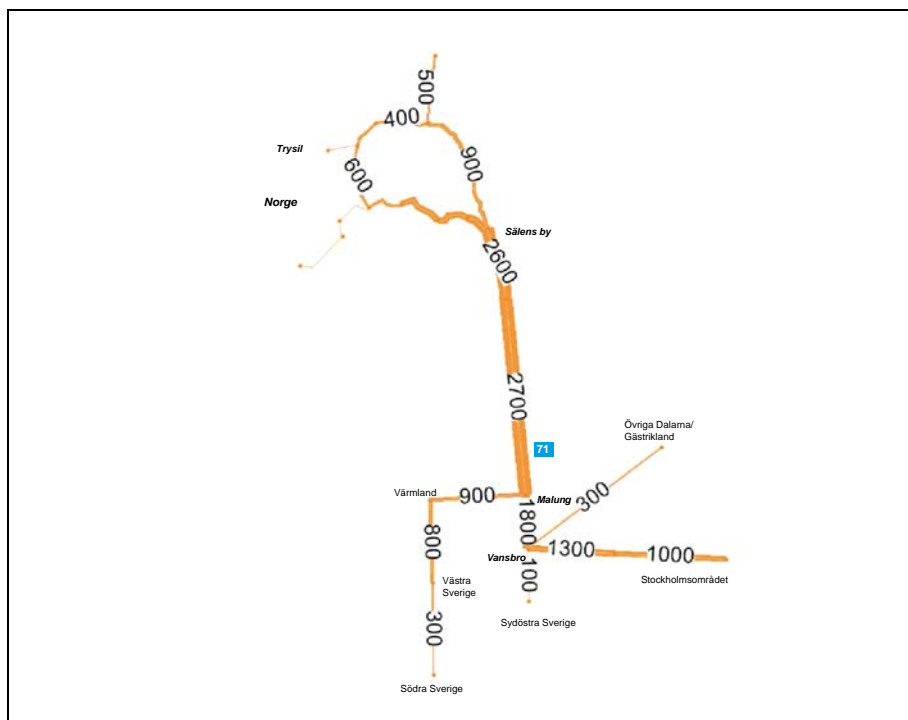 500
400
Trysil
900
600
Norge
Sälens by
2600
2700
Övriga Dalarna/
Gästrikland
71
Värmland
900
Malung
300
1800
800
Vansbro
1300
1000
100
Västra
Sverige
Stockholmsområdet
300
Sydöstra Sverige
Södra Sverige